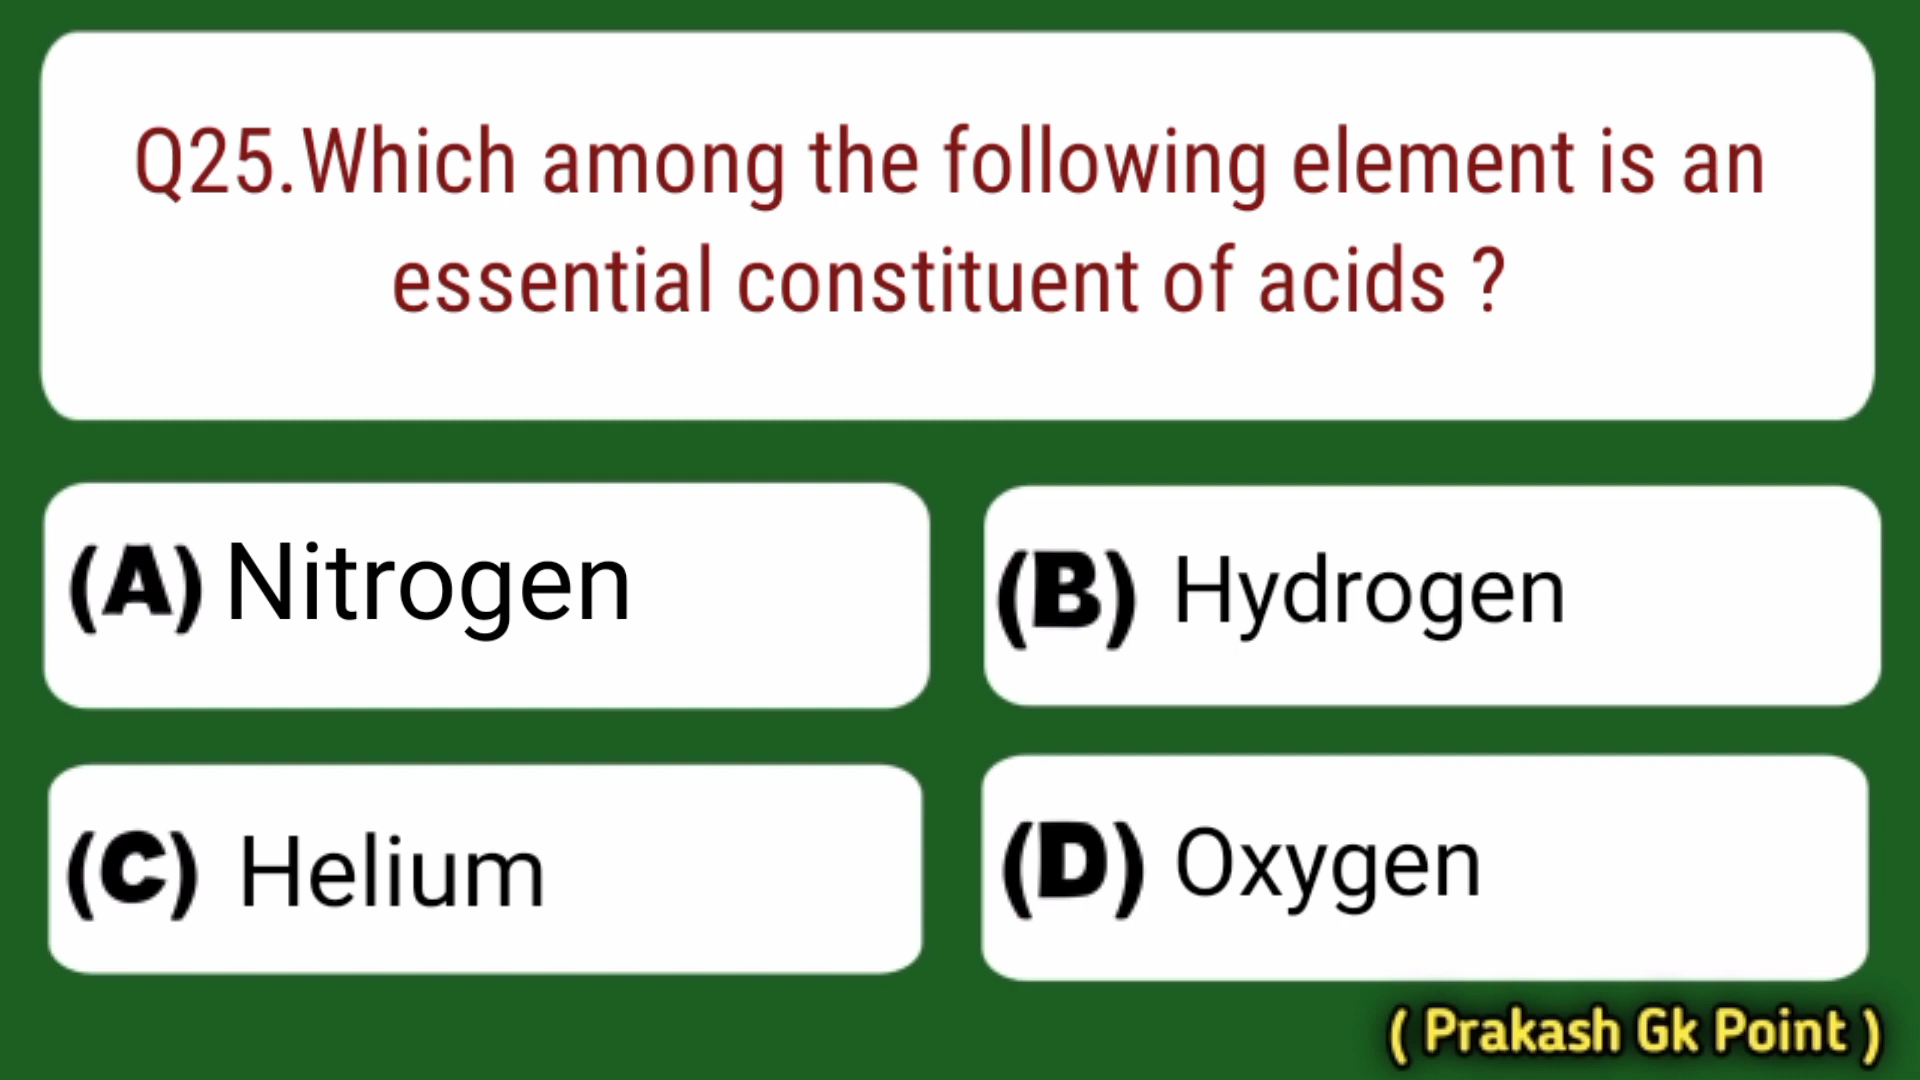 Q25.Which among the following element is an
essential constituent of acids ?
(A) Nitrogen
(B) Hydrogen
(C) Helium
(D) Oxygen
( Prakash Gk Point )